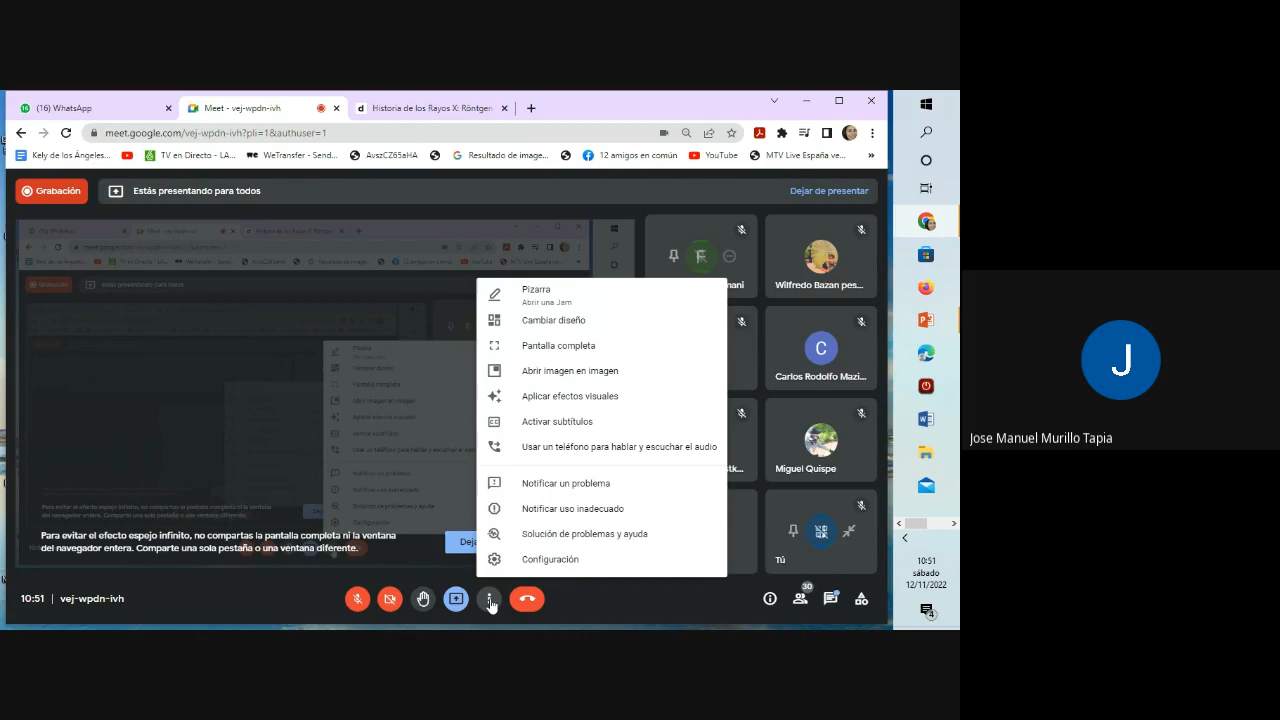 (16) WhatsApp
Meet - vej-wpdn-ivh
Historia de los Rayos X: Röntgen
meet.google.com/vej-wpdn-ivh?pli=1&authuser=1
Kely de los Ángeles...
TV en Directo - LA...
WeTransfer - Send...
AvszCZ65aHA
Resultado de image...
12 amigos en común
YouTube
MTV Live España ve...
»
Grabación
Estás presentando para todos
Dejar de presentar
Wilfredo Bazan pes...
C
Carlos Rodolfo Mazi...
Miguel Quispe
Tú
Pizarra
Abrir una Jam
Cambiar diseño
Pantalla completa
Abrir imagen en imagen
Aplicar efectos visuales
Activar subtítulos
Usar un teléfono para hablar y escuchar el audio
Notificar un problema
Notificar uso inadecuado
Solución de problemas y ayuda
Configuración
Para evitar el efecto espejo infinito, no compartas la pantalla completa ni la ventana
del navegador entera. Comparte una sola pestaña o una ventana diferente.
10:51 | vej-wpdn-ivh
30
10:51
sábado
12/11/2022
4
J
Jose Manuel Murillo Tapia